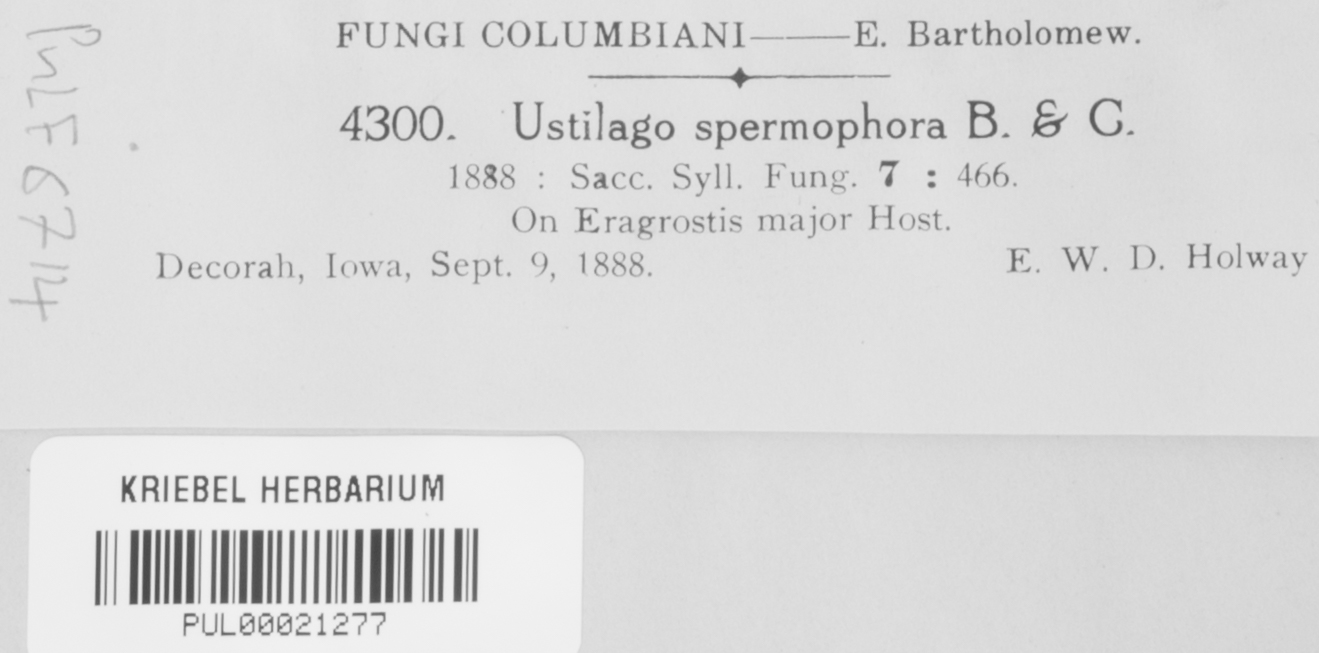 FUNGI COLUMBIANI——E. Bartholomew.
4300. Ustilago spermophora B. & C.
1888 : Sacc. Syll. Fung. 7 : 466.
On Eragrostis major Host.
Decorah, Iowa, Sept. 9, 1888. E. W. D. Holway
PULF6714
KRIEBEL HERBARIUM
PUL00021277